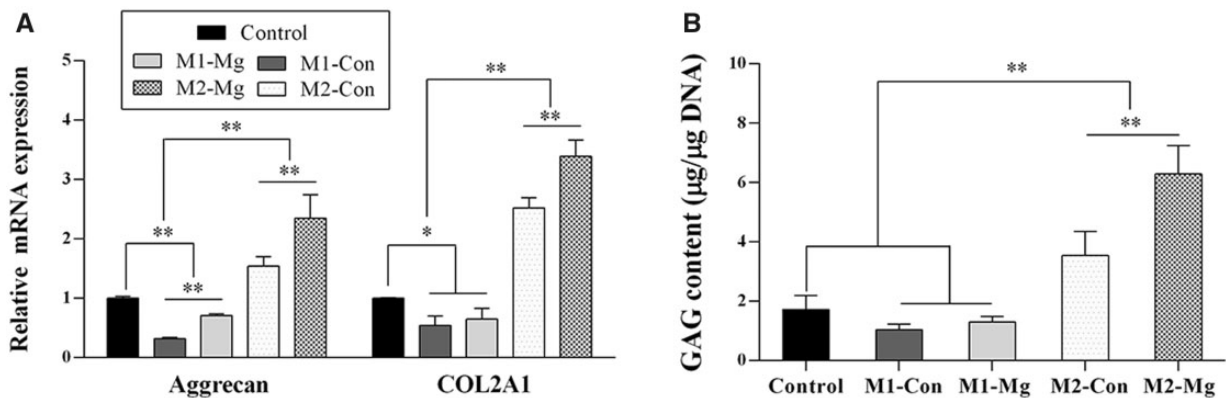 A
Control
M1-Mg M1-Con
M2-Mg M2-Con
Relative mRNA expression
5
4
3
2
1
0
**
**
**
**
*
**
**
Aggrecan COL2A1
B
GAG content (µg/µg DNA)
10
8
6
4
2
0
**
**
Control M1-Con M1-Mg M2-Con M2-Mg